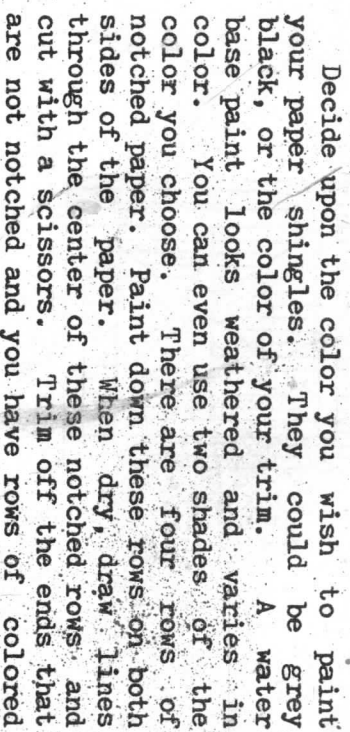 Decide upon the color you wish to paint
your paper shingles. They could be grey
black, or the color of your trim. A water
base paint looks weathered and varies in
color. You can even use two shades of the
color you choose. There are four rows of
notched paper. Paint down these rows on both
sides of the paper. When dry, draw lines
through the center of these notched rows and
cut with a scissors. Trim off the ends that
are not notched and you have rows of colored